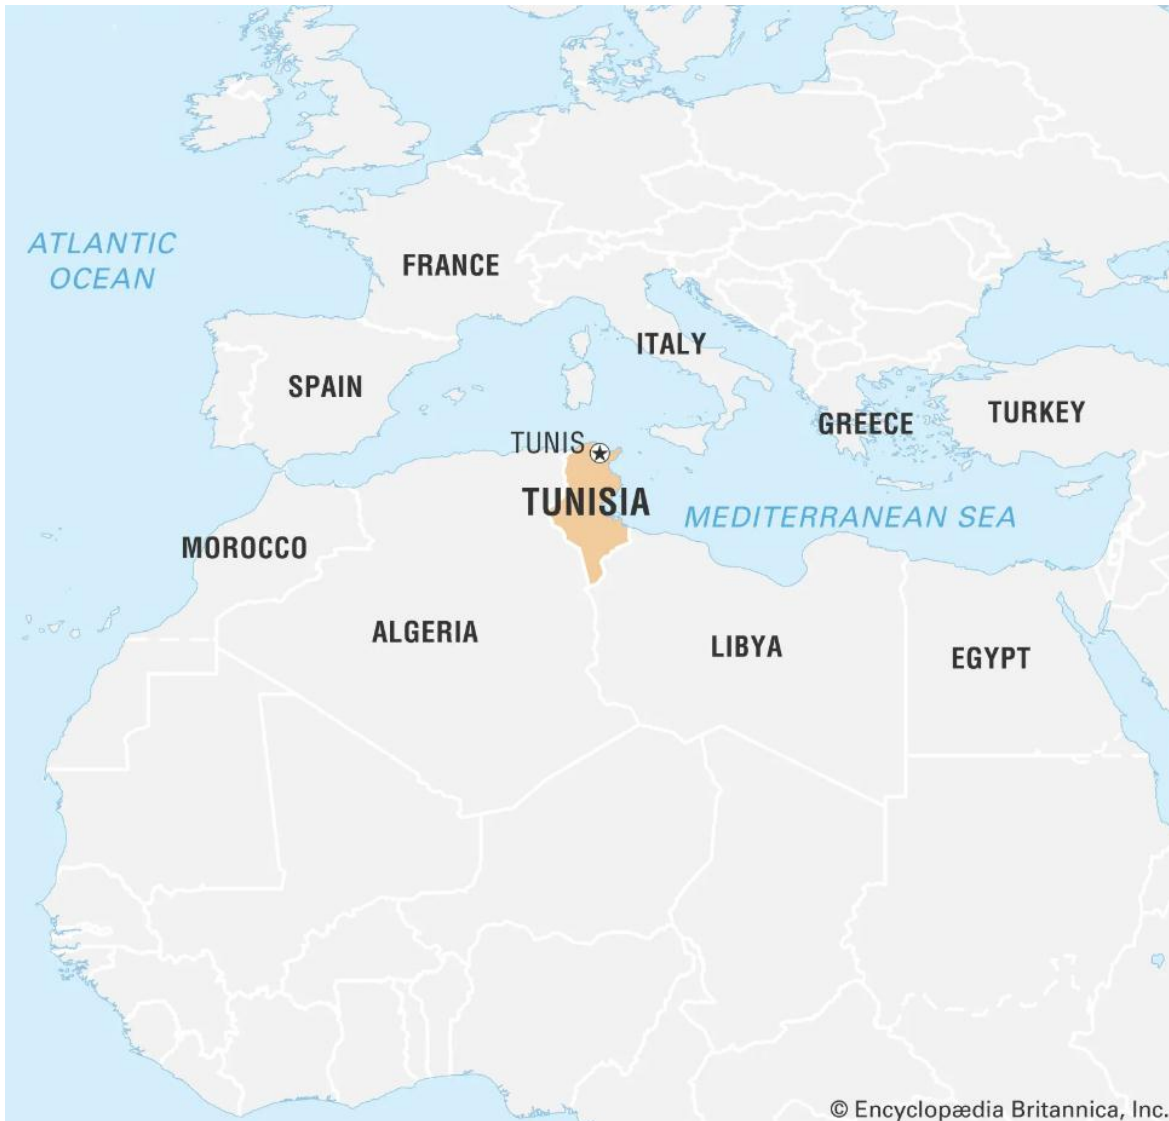 ATLANTIC
OCEAN
FRANCE
ITALY
SPAIN
GREECE
TURKEY
TUNIS
TUNISIA
MEDITERRANEAN SEA
MOROCCO
ALGERIA
LIBYA
EGYPT
© Encyclopædia Britannica, Inc.